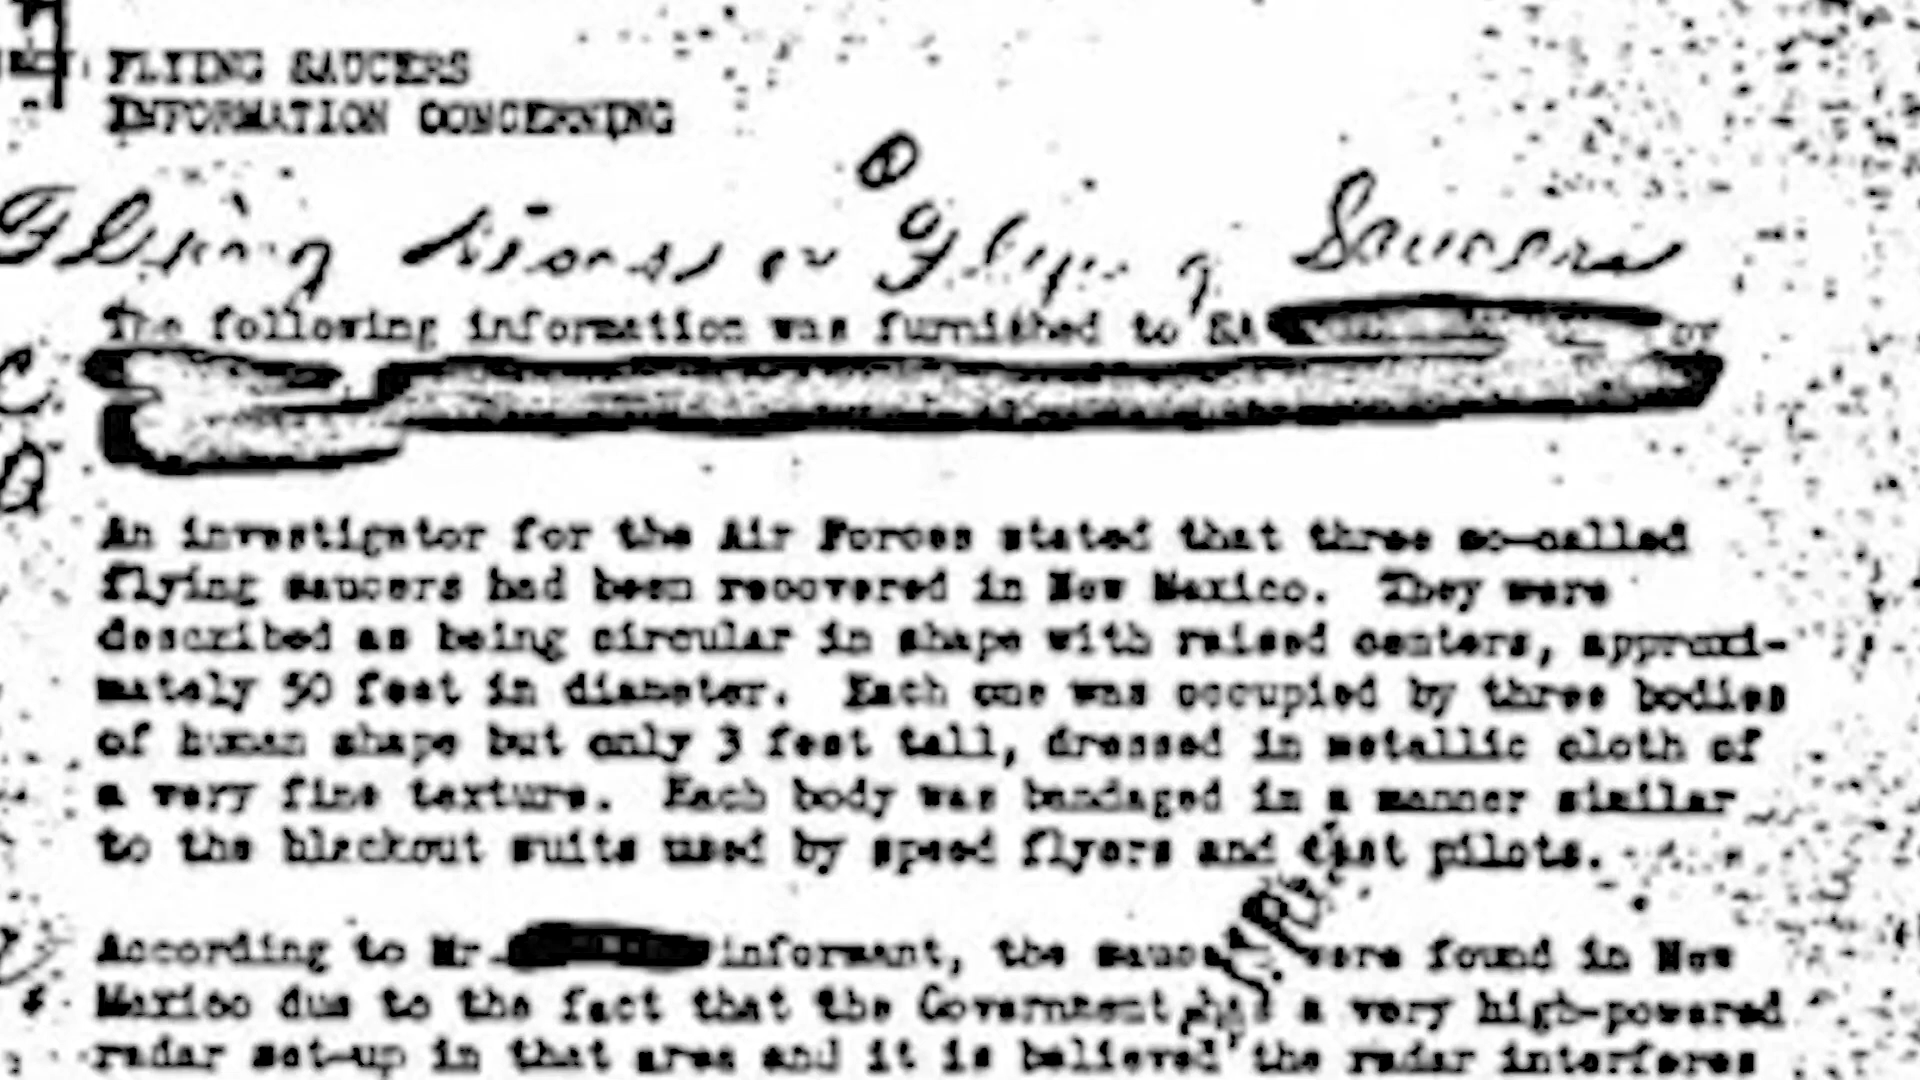 FLYING SAUCERS
INFORMATION CONCERNING
Flying Discs or Flying Saucers
The following information was furnished to SA or
An investigator for the Air Forces stated that three so-called
flying saucers had been recovered in New Mexico. They were
described as being circular in shape with raised centers, approxi-
mately 50 feet in diameter. Each one was occupied by three bodies
of human shape but only 3 feet tall, dressed in metallic cloth of
a very fine texture. Each body was bandaged in a manner similar
to the blackout suits used by speed flyers and test pilots.
According to Mr. informant, the saucers were found in New
Mexico due to the fact that the Government has a very high-powered
radar set-up in that area and it is believed the radar interferes